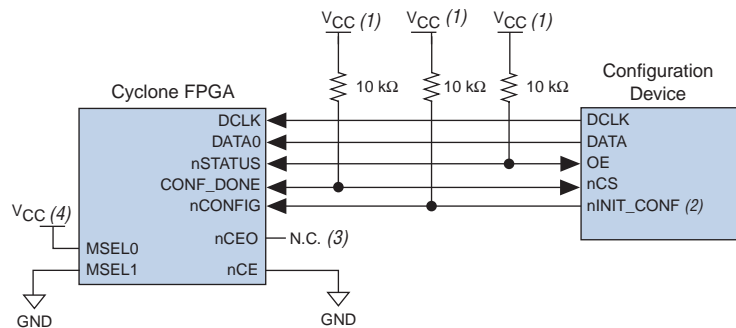 VCC (1)
VCC (1)
VCC (1)
10 kΩ
10 kΩ
10 kΩ
Cyclone FPGA
Configuration
Device
DCLK
DATA0
nSTATUS
CONF_DONE
nCONFIG
nCEO
nCE
MSEL0
MSEL1
VCC (4)
GND
GND
N.C. (3)
DCLK
DATA
OE
nCS
nINIT_CONF (2)